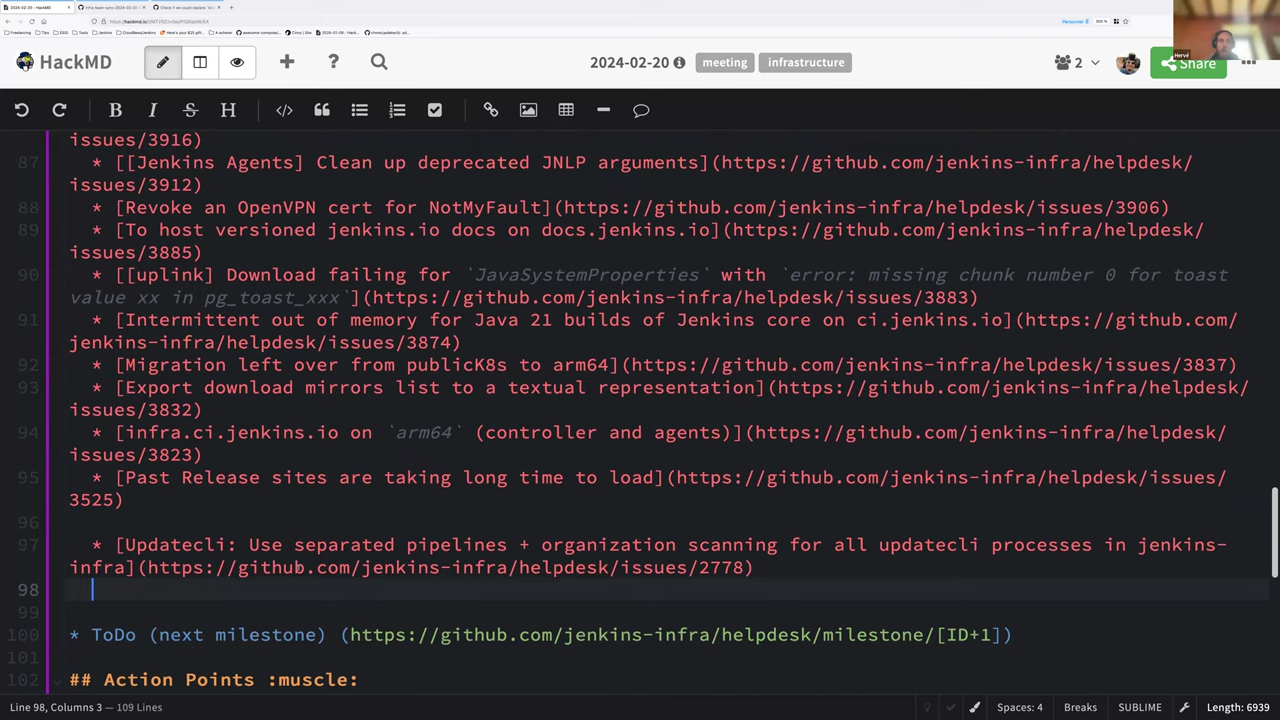 2024-02-20 - HackMD
infra-team-sync-2024-02-20
HackMD
2024-02-20
meeting
infrastructure
2
Hervé
Share
issues/3916)
87 * [[Jenkins Agents] Clean up deprecated JNLP arguments](https://github.com/jenkins-infra/helpdesk/
issues/3912)
88 * [Revoke an OpenVPN cert for NotMyFault](https://github.com/jenkins-infra/helpdesk/issues/3906)
89 * [To host versioned jenkins.io docs on docs.jenkins.io](https://github.com/jenkins-infra/helpdesk/
issues/3885)
90 * [[uplink] Download failing for `JavaSystemProperties` with `error: missing chunk number 0 for toast
value xx in pg_toast_xxx`](https://github.com/jenkins-infra/helpdesk/issues/3883)
91 * [Intermittent out of memory for Java 21 builds of Jenkins core on ci.jenkins.io](https://github.com/
jenkins-infra/helpdesk/issues/3874)
92 * [Migration left over from publicK8s to arm64](https://github.com/jenkins-infra/helpdesk/issues/3837)
93 * [Export download mirrors list to a textual representation](https://github.com/jenkins-infra/helpdesk/
issues/3832)
94 * [infra.ci.jenkins.io on `arm64` (controller and agents)](https://github.com/jenkins-infra/helpdesk/
issues/3823)
95 * [Past Release sites are taking long time to load](https://github.com/jenkins-infra/helpdesk/issues/
3525)
96
97 * [Updatecli: Use separated pipelines + organization scanning for all updatecli processes in jenkins-
infra](https://github.com/jenkins-infra/helpdesk/issues/2778)
98
99
100 * ToDo (next milestone) (https://github.com/jenkins-infra/helpdesk/milestone/[ID+1])
101
102 ## Action Points :muscle:
Line 98, Columns 3 — 109 Lines
Spaces: 4
Breaks
SUBLIME
Length: 6939